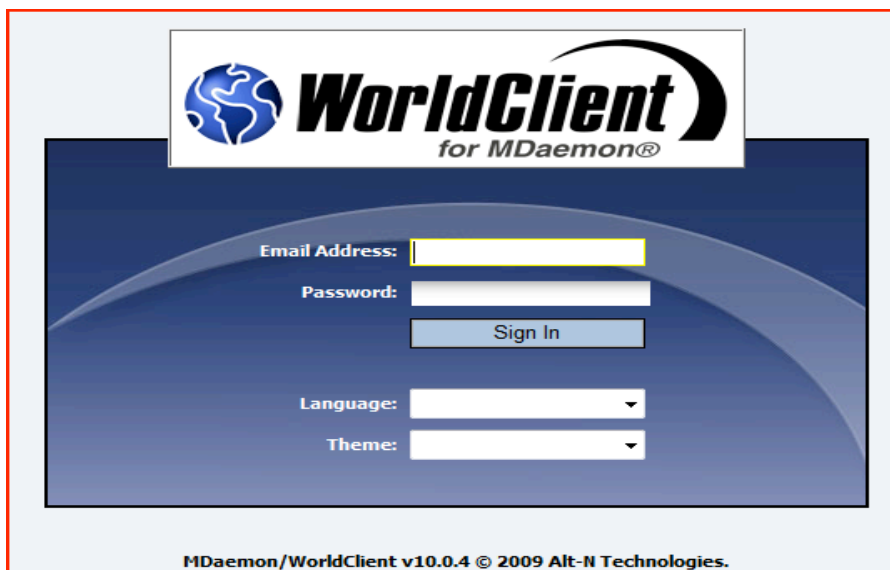 WorldClient
for MDaemon®
Email Address:
Password:
Sign In
Language:
Theme:
MDaemon/WorldClient v10.0.4 © 2009 Alt-N Technologies.